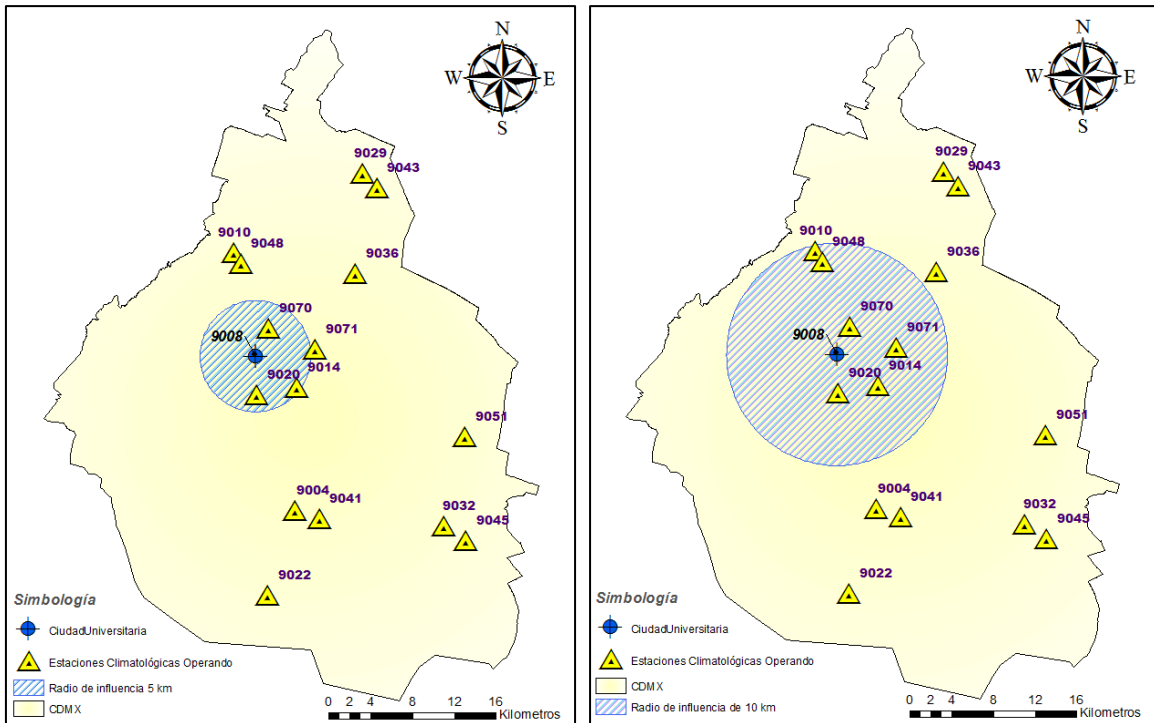 N
W
E
S
9029
9043
9010
9048
9036
9070
9008
9071
9020
9014
9051
9004
9041
9032
9045
9022
Simbología
CiudadUniversitaria
Estaciones Climatológicas Operando
Radio de influencia 5 km
CDMX
0 2 4 8 12 16
Kilometros
N
W
E
S
9029
9043
9010
9048
9036
9070
9008
9071
9020
9014
9051
9004
9041
9032
9045
9022
Simbología
CiudadUniversitaria
Estaciones Climatológicas Operando
CDMX
Radio de influencia de 10 km
0 2 4 8 12 16
Kilometros